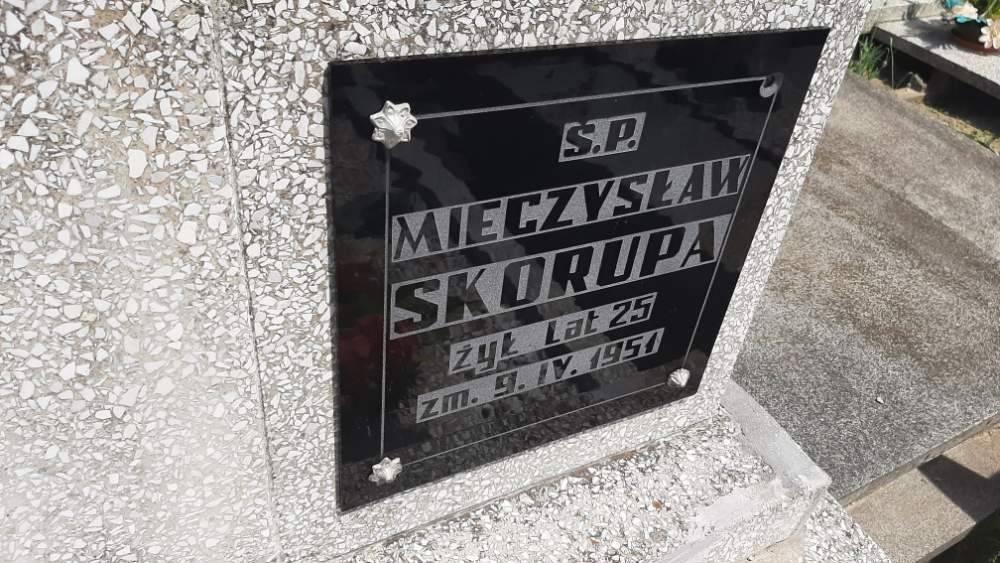 Ś.P.
MIECZYSŁAW
SKORUPA
żył lat 25
zm. 9. IV. 1951